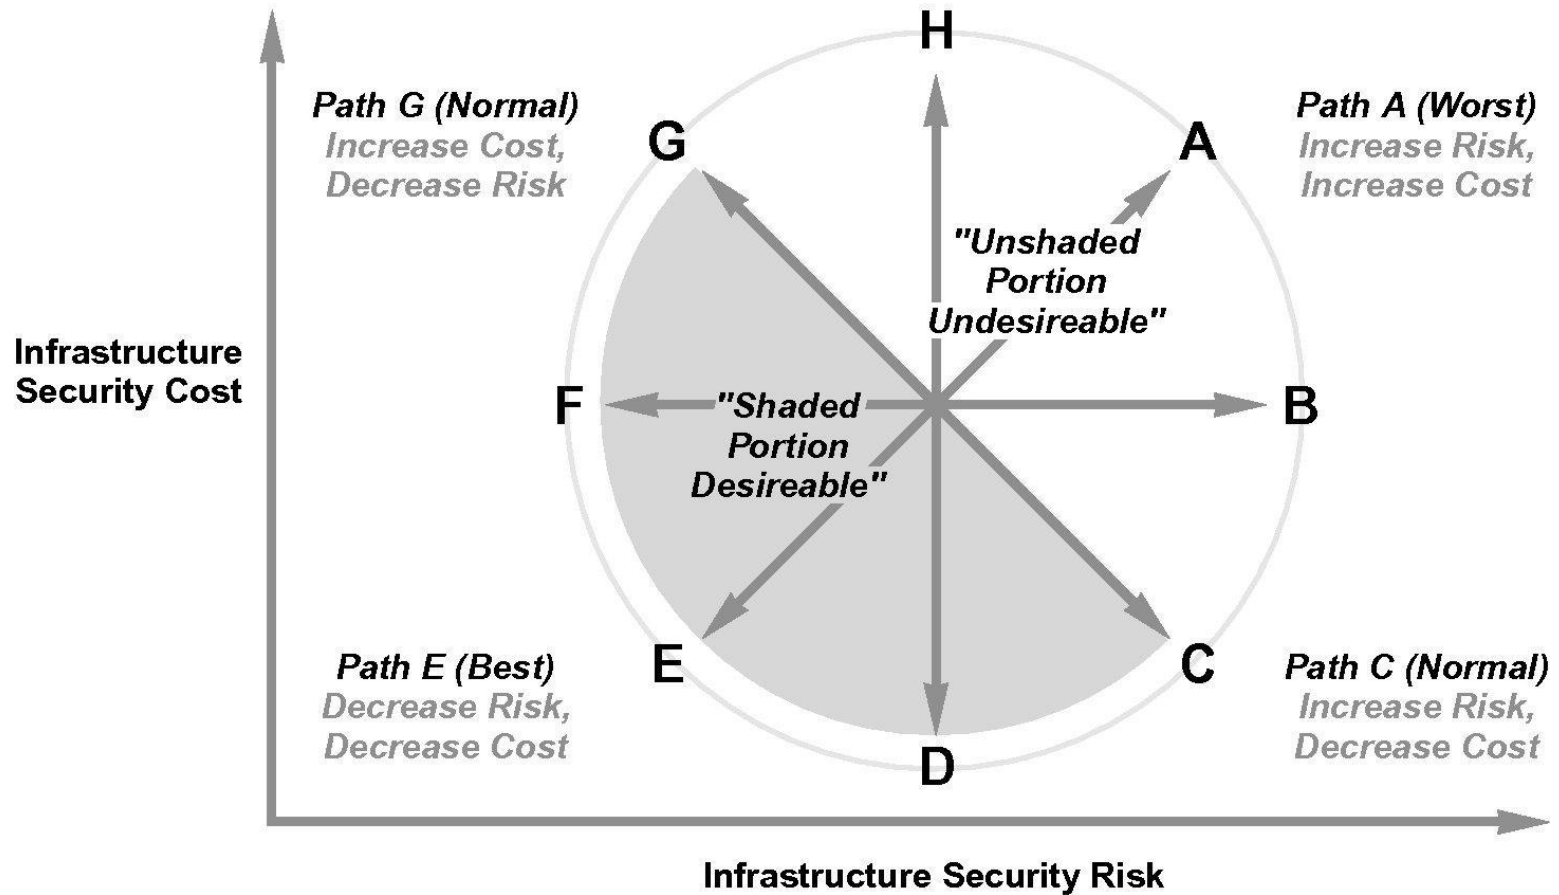 H
Path G (Normal)
Increase Cost,
Decrease Risk
G
A
Path A (Worst)
Increase Risk,
Increase Cost
"Unshaded
Portion
Undesireable"
Infrastructure
Security Cost
F
"Shaded
Portion
Desireable"
B
Path E (Best)
Decrease Risk,
Decrease Cost
E
D
C
Path C (Normal)
Increase Risk,
Decrease Cost
Infrastructure Security Risk